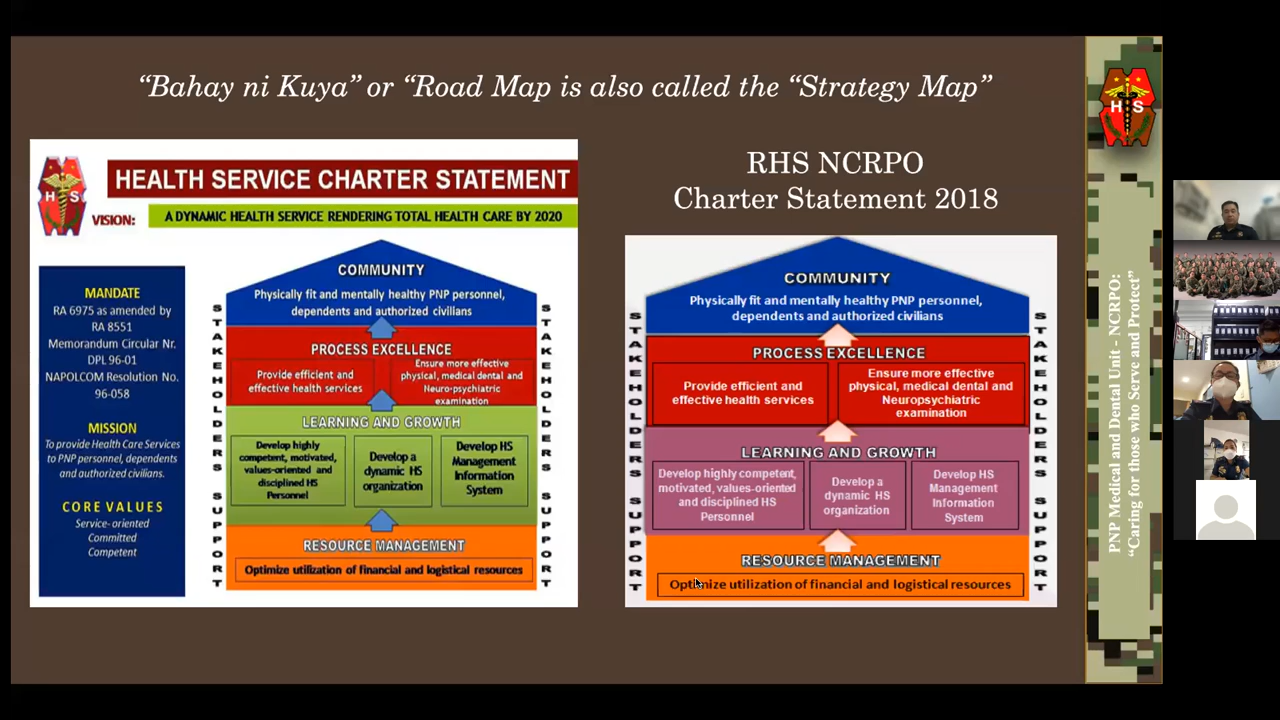 “Bahay ni Kuya” or “Road Map is also called the “Strategy Map”
H S
HEALTH SERVICE CHARTER STATEMENT
VISION:
A DYNAMIC HEALTH SERVICE RENDERING TOTAL HEALTH CARE BY 2020
MANDATE
RA 6975 as amended by
RA 8551
Memorandum Circular Nr.
DPL 96-01
NAPOLCOM Resolution No.
96-058
MISSION
To provide Health Care Services
to PNP personnel, dependents
and authorized civilians.
CORE VALUES
Service- oriented
Committed
Competent
STAKEHOLDERS SUPPORT
COMMUNITY
Physically fit and mentally healthy PNP personnel,
dependents and authorized civilians
PROCESS EXCELLENCE
Provide efficient and
effective health services
Ensure more effective
physical, medical dental and
Neuro-psychiatric
examination
LEARNING AND GROWTH
Develop highly
competent, motivated,
values-oriented and
disciplined HS
Personnel
Develop a
dynamic HS
organization
Develop HS
Management
Information
System
RESOURCE MANAGEMENT
Optimize utilization of financial and logistical resources
STAKEHOLDERS SUPPORT
RHS NCRPO
Charter Statement 2018
STAKEHOLDERS SUPPORT
COMMUNITY
Physically fit and mentally healthy PNP personnel,
dependents and authorized civilians
PROCESS EXCELLENCE
Provide efficient and
effective health services
Ensure more effective
physical, medical dental and
Neuropsychiatric
examination
LEARNING AND GROWTH
Develop highly competent,
motivated, values-oriented
and disciplined HS
Personnel
Develop a
dynamic HS
organization
Develop HS
Management
Information
System
RESOURCE MANAGEMENT
Optimize utilization of financial and logistical resources
STAKEHOLDERS SUPPORT
H S
PNP Medical and Dental Unit - NCRPO:
“Caring for those who Serve and Protect”